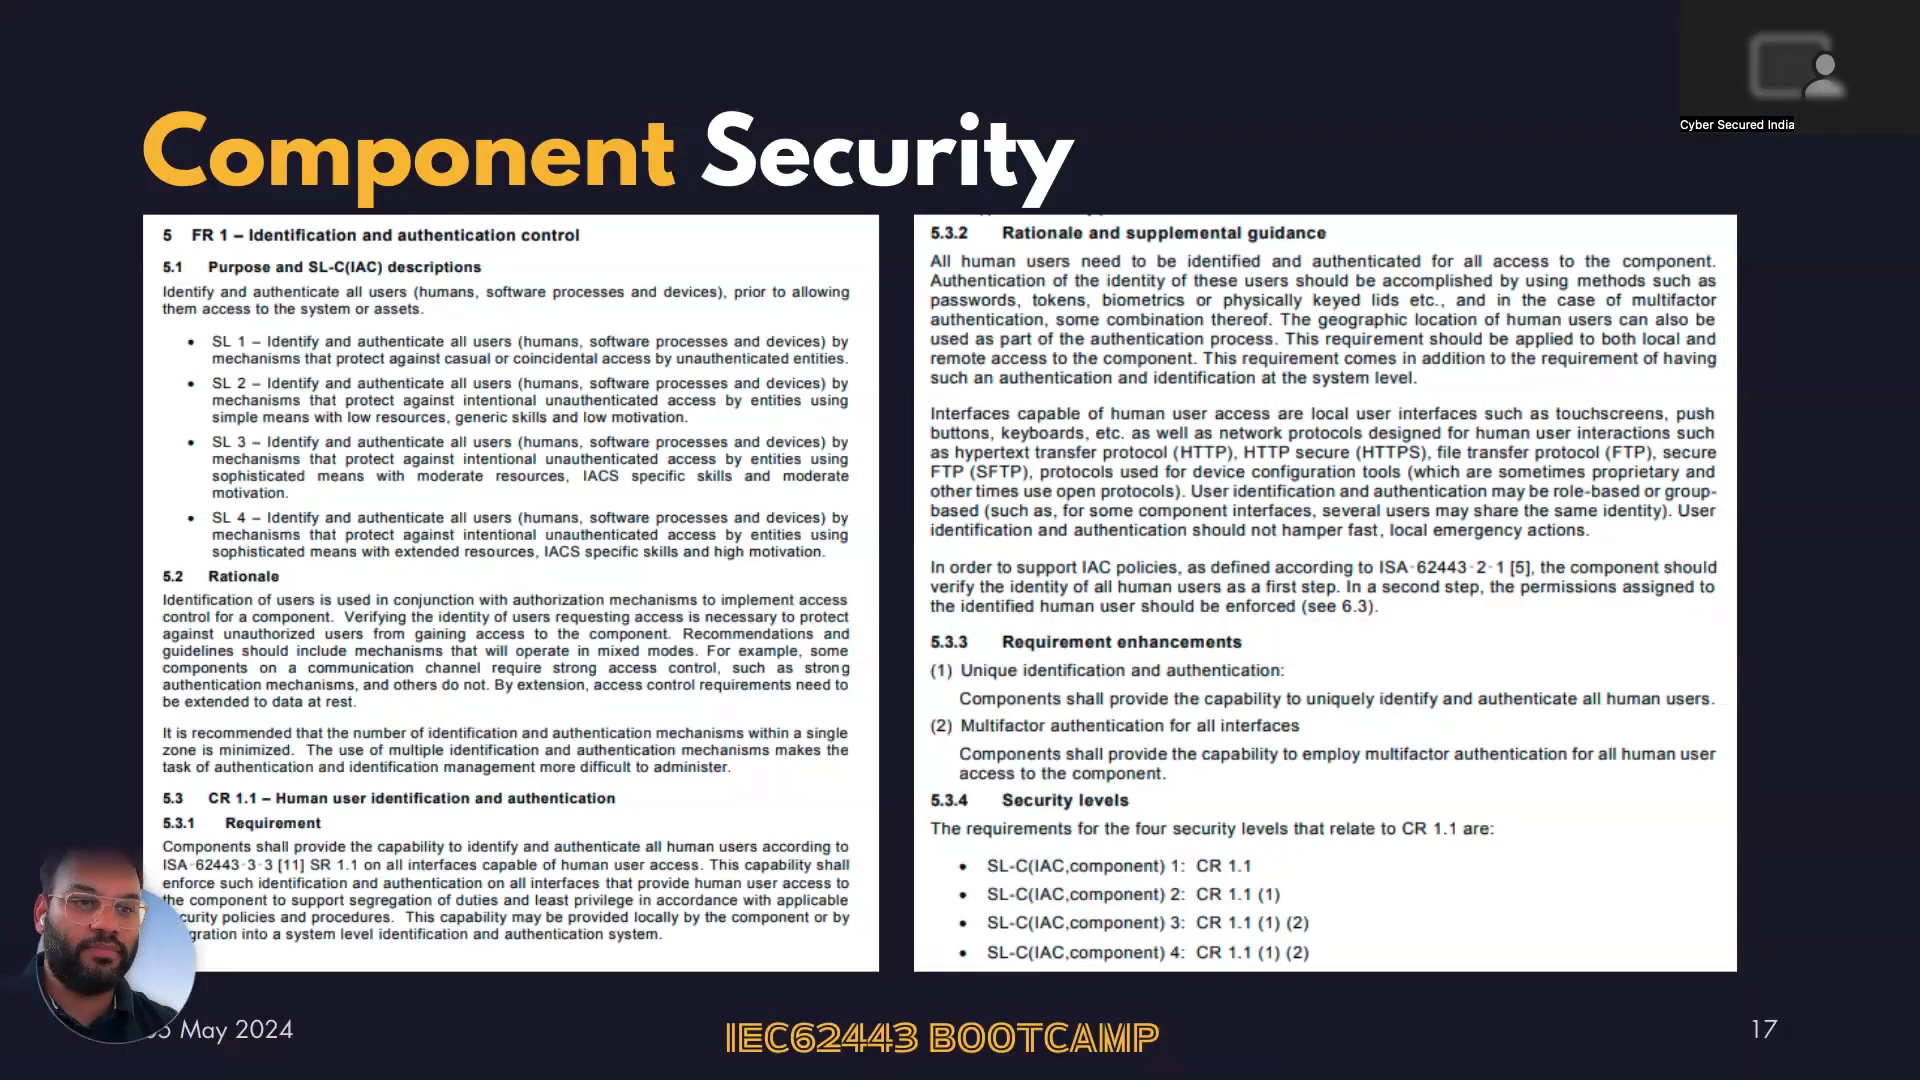 Cyber Secured India
Component Security
5 FR 1 – Identification and authentication control
5.1 Purpose and SL-C(IAC) descriptions
Identify and authenticate all users (humans, software processes and devices), prior to allowing
them access to the system or assets.
• SL 1 – Identify and authenticate all users (humans, software processes and devices) by
mechanisms that protect against casual or coincidental access by unauthenticated entities.
• SL 2 – Identify and authenticate all users (humans, software processes and devices) by
mechanisms that protect against intentional unauthenticated access by entities using
simple means with low resources, generic skills and low motivation.
• SL 3 – Identify and authenticate all users (humans, software processes and devices) by
mechanisms that protect against intentional unauthenticated access by entities using
sophisticated means with moderate resources, IACS specific skills and moderate
motivation.
• SL 4 – Identify and authenticate all users (humans, software processes and devices) by
mechanisms that protect against intentional unauthenticated access by entities using
sophisticated means with extended resources, IACS specific skills and high motivation.
5.2 Rationale
Identification of users is used in conjunction with authorization mechanisms to implement access
control for a component. Verifying the identity of users requesting access is necessary to protect
against unauthorized users from gaining access to the component. Recommendations and
guidelines should include mechanisms that will operate in mixed modes. For example, some
components on a communication channel require strong access control, such as strong
authentication mechanisms, and others do not. By extension, access control requirements need to
be extended to data at rest.
It is recommended that the number of identification and authentication mechanisms within a single
zone is minimized. The use of multiple identification and authentication mechanisms makes the
task of authentication and identification management more difficult to administer.
5.3 CR 1.1 – Human user identification and authentication
5.3.1 Requirement
Components shall provide the capability to identify and authenticate all human users according to
ISA-62443-3-3 [11] SR 1.1 on all interfaces capable of human user access. This capability shall
enforce such identification and authentication on all interfaces that provide human user access to
the component to support segregation of duties and least privilege in accordance with applicable
curity policies and procedures. This capability may be provided locally by the component or by
gration into a system level identification and authentication system.
5.3.2 Rationale and supplemental guidance
All human users need to be identified and authenticated for all access to the component.
Authentication of the identity of these users should be accomplished by using methods such as
passwords, tokens, biometrics or physically keyed lids etc., and in the case of multifactor
authentication, some combination thereof. The geographic location of human users can also be
used as part of the authentication process. This requirement should be applied to both local and
remote access to the component. This requirement comes in addition to the requirement of having
such an authentication and identification at the system level.
Interfaces capable of human user access are local user interfaces such as touchscreens, push
buttons, keyboards, etc. as well as network protocols designed for human user interactions such
as hypertext transfer protocol (HTTP), HTTP secure (HTTPS), file transfer protocol (FTP), secure
FTP (SFTP), protocols used for device configuration tools (which are sometimes proprietary and
other times use open protocols). User identification and authentication may be role-based or group-
based (such as, for some component interfaces, several users may share the same identity). User
identification and authentication should not hamper fast, local emergency actions.
In order to support IAC policies, as defined according to ISA-62443-2-1 [5], the component should
verify the identity of all human users as a first step. In a second step, the permissions assigned to
the identified human user should be enforced (see 6.3).
5.3.3 Requirement enhancements
(1) Unique identification and authentication:
Components shall provide the capability to uniquely identify and authenticate all human users.
(2) Multifactor authentication for all interfaces
Components shall provide the capability to employ multifactor authentication for all human user
access to the component.
5.3.4 Security levels
The requirements for the four security levels that relate to CR 1.1 are:
• SL-C(IAC,component) 1: CR 1.1
• SL-C(IAC,component) 2: CR 1.1 (1)
• SL-C(IAC,component) 3: CR 1.1 (1) (2)
• SL-C(IAC,component) 4: CR 1.1 (1) (2)
May 2024
IEC62443 BOOTCAMP
17